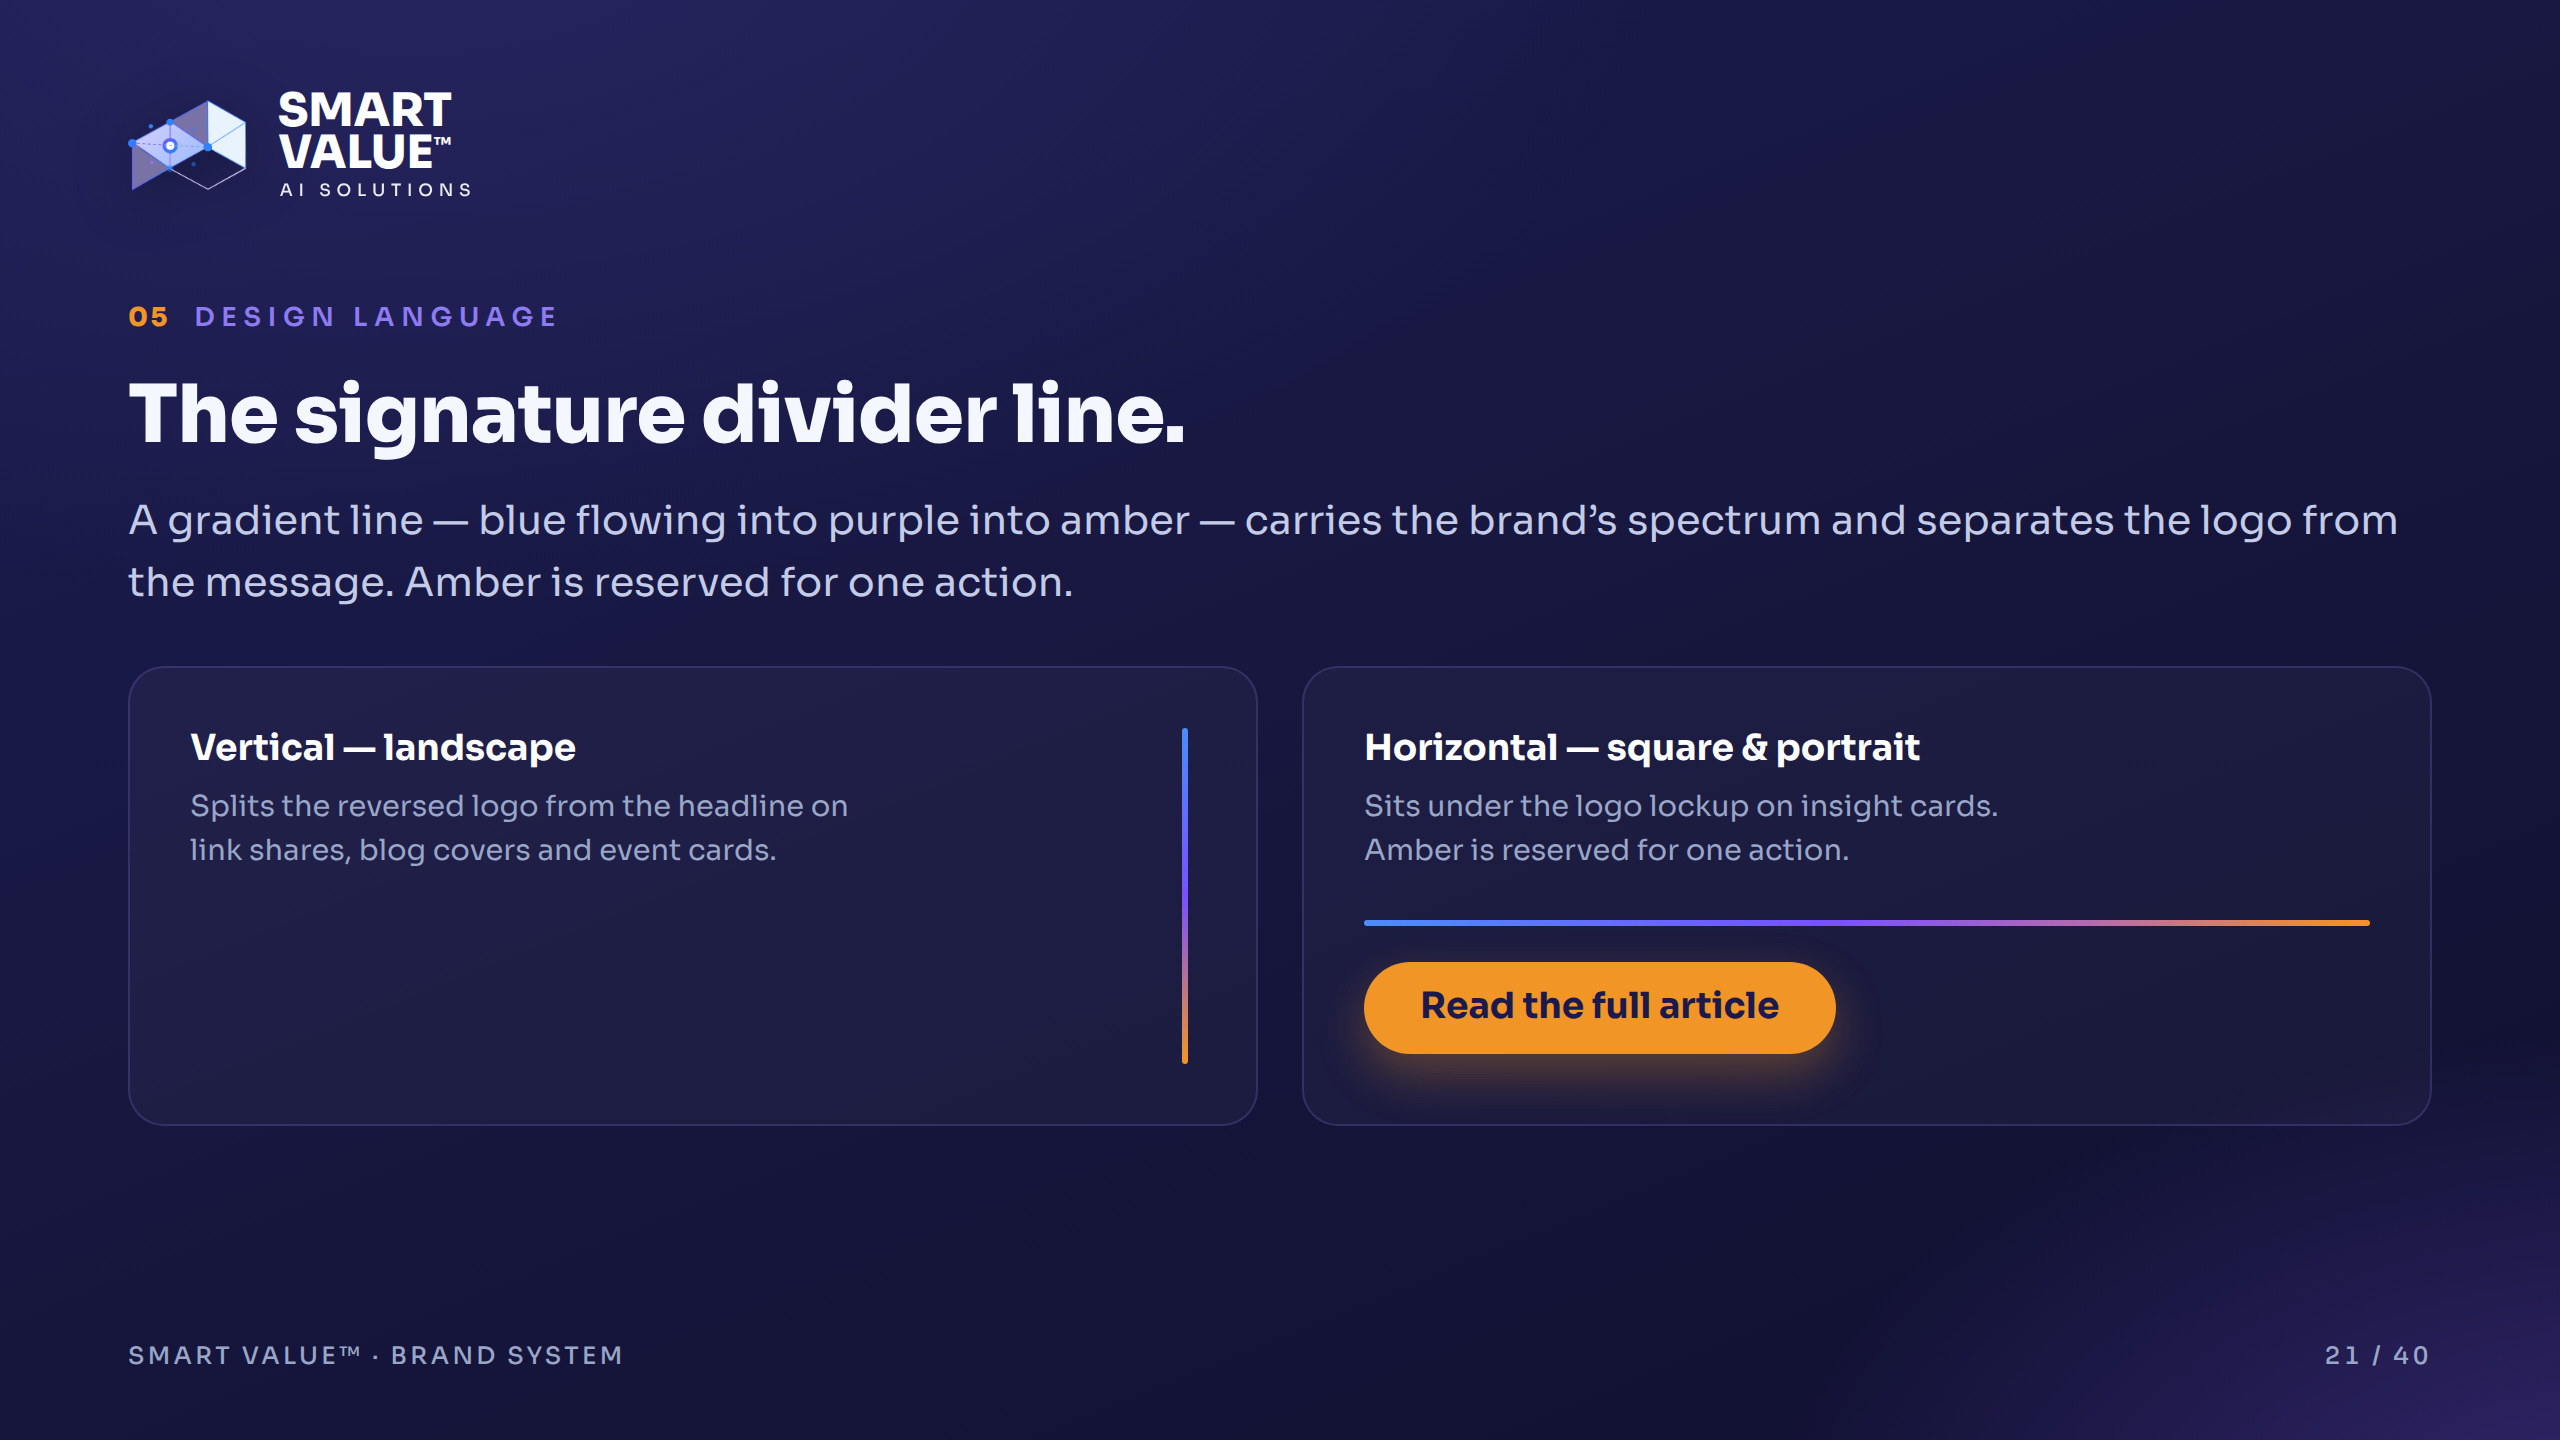 SMART
VALUE™
AI SOLUTIONS
05 DESIGN LANGUAGE
The signature divider line.
A gradient line — blue flowing into purple into amber — carries the brand’s spectrum and separates the logo from
the message. Amber is reserved for one action.
Vertical — landscape
Splits the reversed logo from the headline on
link shares, blog covers and event cards.
Horizontal — square & portrait
Sits under the logo lockup on insight cards.
Amber is reserved for one action.
Read the full article
SMART VALUE™ · BRAND SYSTEM
21 / 40